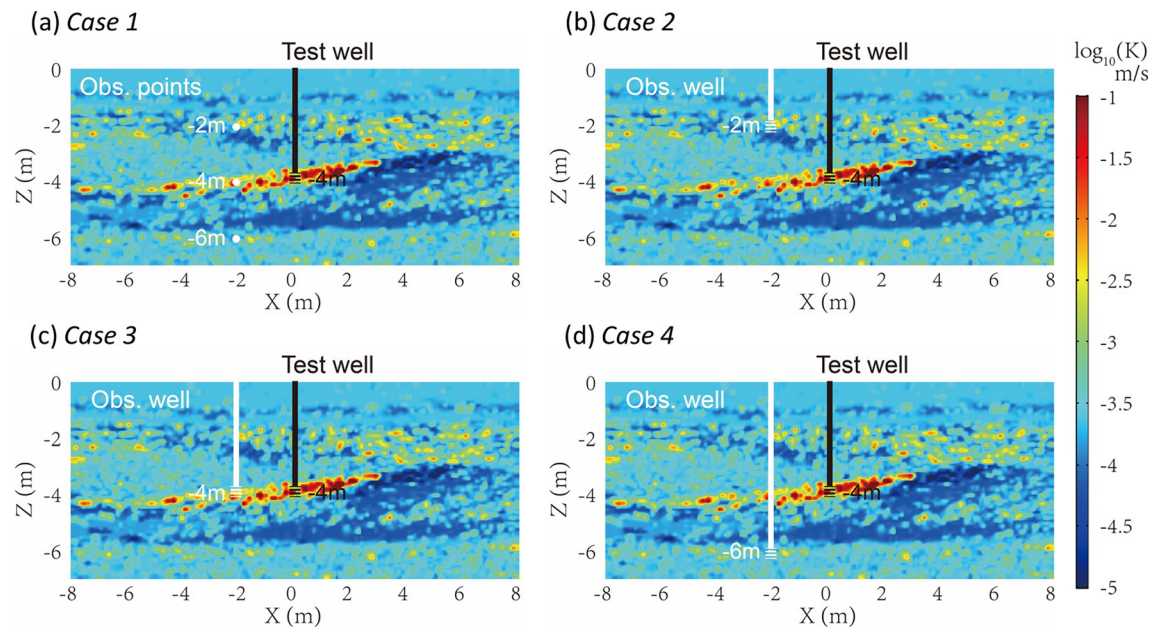 (a) Case 1
Test well
Obs. points
-2m
-4m
-4m
-6m
0
-2
-4
-6
Z (m)
-8 -6 -4 -2 0 2 4 6 8
X (m)
(b) Case 2
Test well
Obs. well
-2m
-4m
0
-2
-4
-6
Z (m)
-8 -6 -4 -2 0 2 4 6 8
X (m)
log10(K)
m/s
-1
-1.5
-2
-2.5
-3
-3.5
-4
-4.5
-5
(c) Case 3
Test well
Obs. well
-4m
-4m
0
-2
-4
-6
Z (m)
-8 -6 -4 -2 0 2 4 6 8
X (m)
(d) Case 4
Test well
Obs. well
-4m
-6m
0
-2
-4
-6
Z (m)
-8 -6 -4 -2 0 2 4 6 8
X (m)